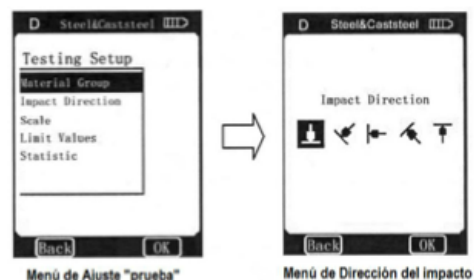 D Steel&Caststeel
Testing Setup
Material Group
Impact Direction
Scale
Limit Values
Statistic
Back OK
Menú de Ajuste "prueba"
D Steel&Caststeel
Impact Direction
Back OK
Menú de Dirección del impacto